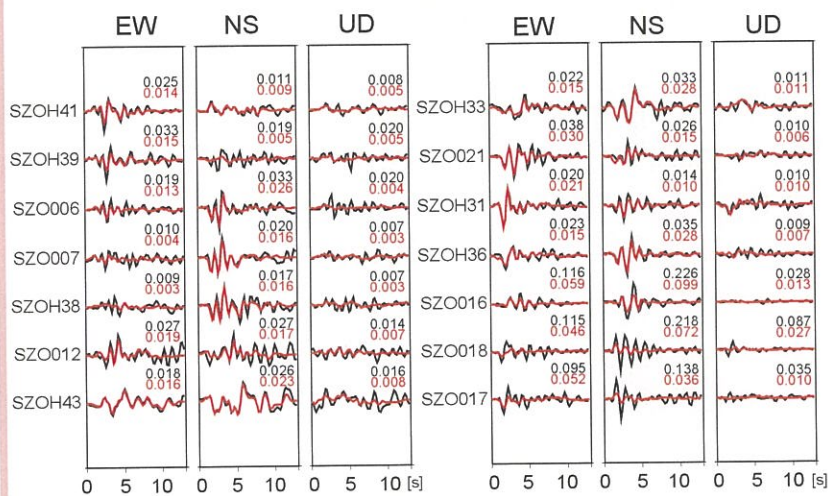 EW NS UD EW NS UD
0.025 0.011 0.008 0.022 0.033 0.011
0.014 0.009 0.005 0.015 0.028 0.011
SZOH41 SZOH33
0.033 0.019 0.020 0.038 0.026 0.010
0.015 0.005 0.005 0.030 0.015 0.006
SZOH39 SZO021
0.019 0.033 0.020 0.020 0.014 0.010
0.013 0.026 0.004 0.021 0.010 0.010
SZO006 SZOH31
0.010 0.020 0.007 0.023 0.035 0.009
0.004 0.016 0.003 0.015 0.028 0.007
SZO007 SZOH36
0.009 0.017 0.007 0.116 0.226 0.028
0.003 0.016 0.003 0.059 0.099 0.013
SZOH38 SZO016
0.027 0.027 0.014 0.115 0.218 0.087
0.019 0.017 0.007 0.046 0.072 0.027
SZO012 SZO018
0.018 0.026 0.016 0.095 0.138 0.035
0.016 0.023 0.008 0.052 0.036 0.010
SZOH43 SZO017
0 5 10 0 5 10 0 5 10 [s] 0 5 10 0 5 10 0 5 10 [s]